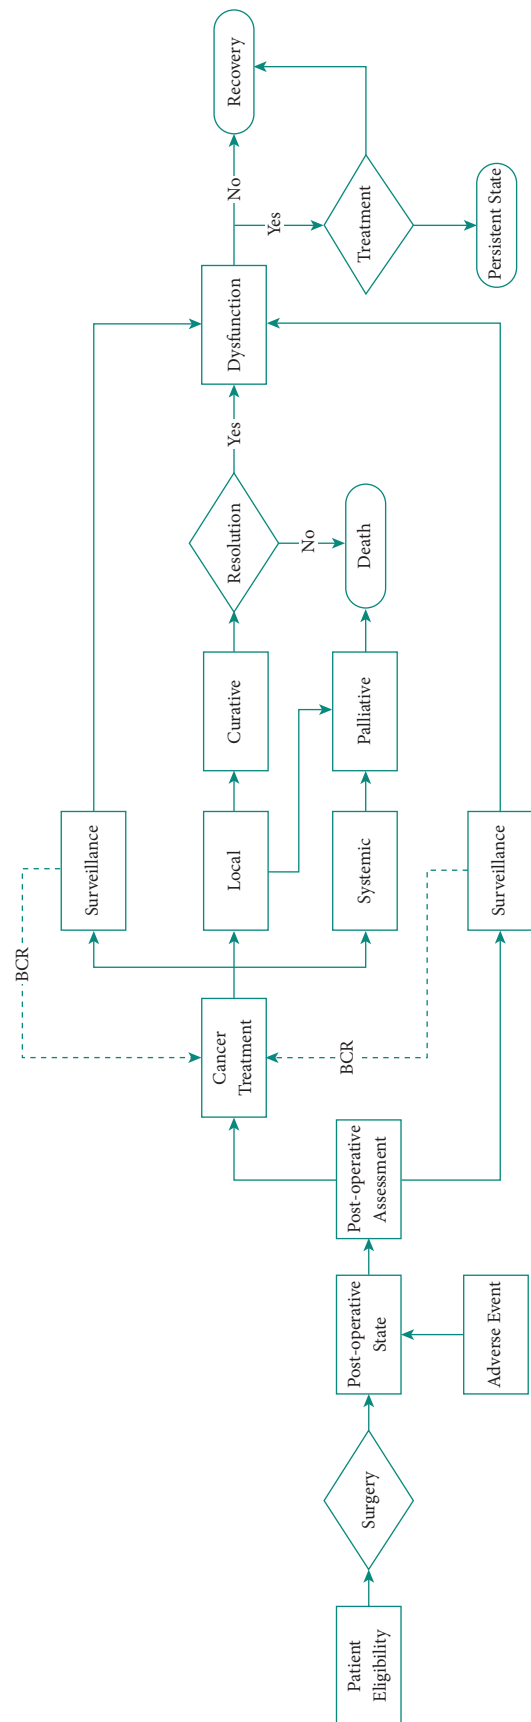 Patient
Eligibility
Surgery
Post-operative
State
Adverse Event
Post-operative
Assessment
Cancer
Treatment
BCR
BCR
Surveillance
Local
Systemic
Surveillance
Curative
Palliative
Resolution
No
Death
Yes
Dysfunction
No
Yes
Recovery
Treatment
Persistent State